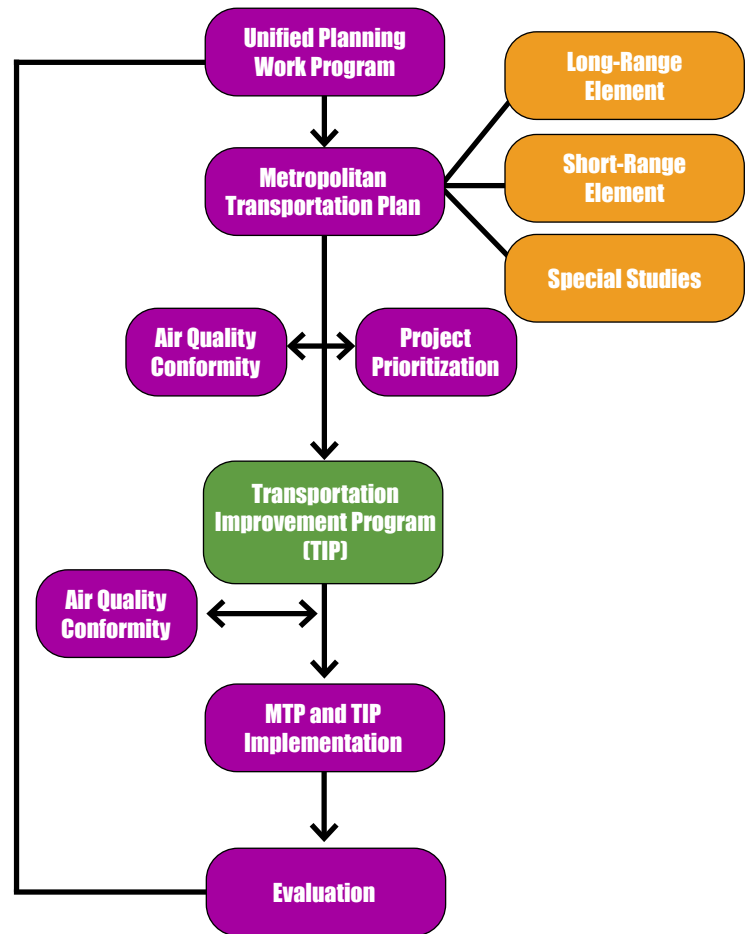 Unified Planning
Work Program
Long-Range
Element
Metropolitan
Transportation Plan
Short-Range
Element
Special Studies
Air Quality
Conformity
Project
Prioritization
Transportation
Improvement Program
(TIP)
Air Quality
Conformity
MTP and TIP
Implementation
Evaluation